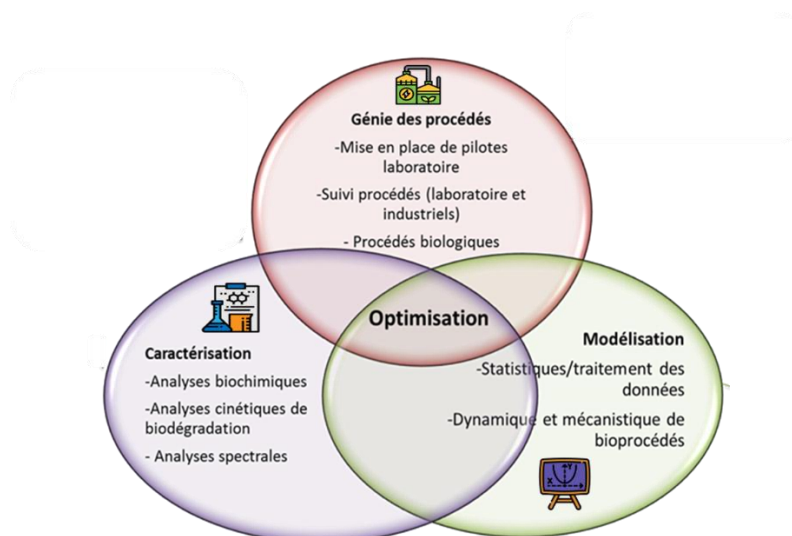 Génie des procédés
-Mise en place de pilotes
laboratoire
-Suivi procédés (laboratoire et
industriels)
- Procédés biologiques
Optimisation
Caractérisation
-Analyses biochimiques
-Analyses cinétiques de
biodégradation
- Analyses spectrales
Modélisation
-Statistiques/traitement des
données
-Dynamique et mécanistique de
bioprocédés
X
Y